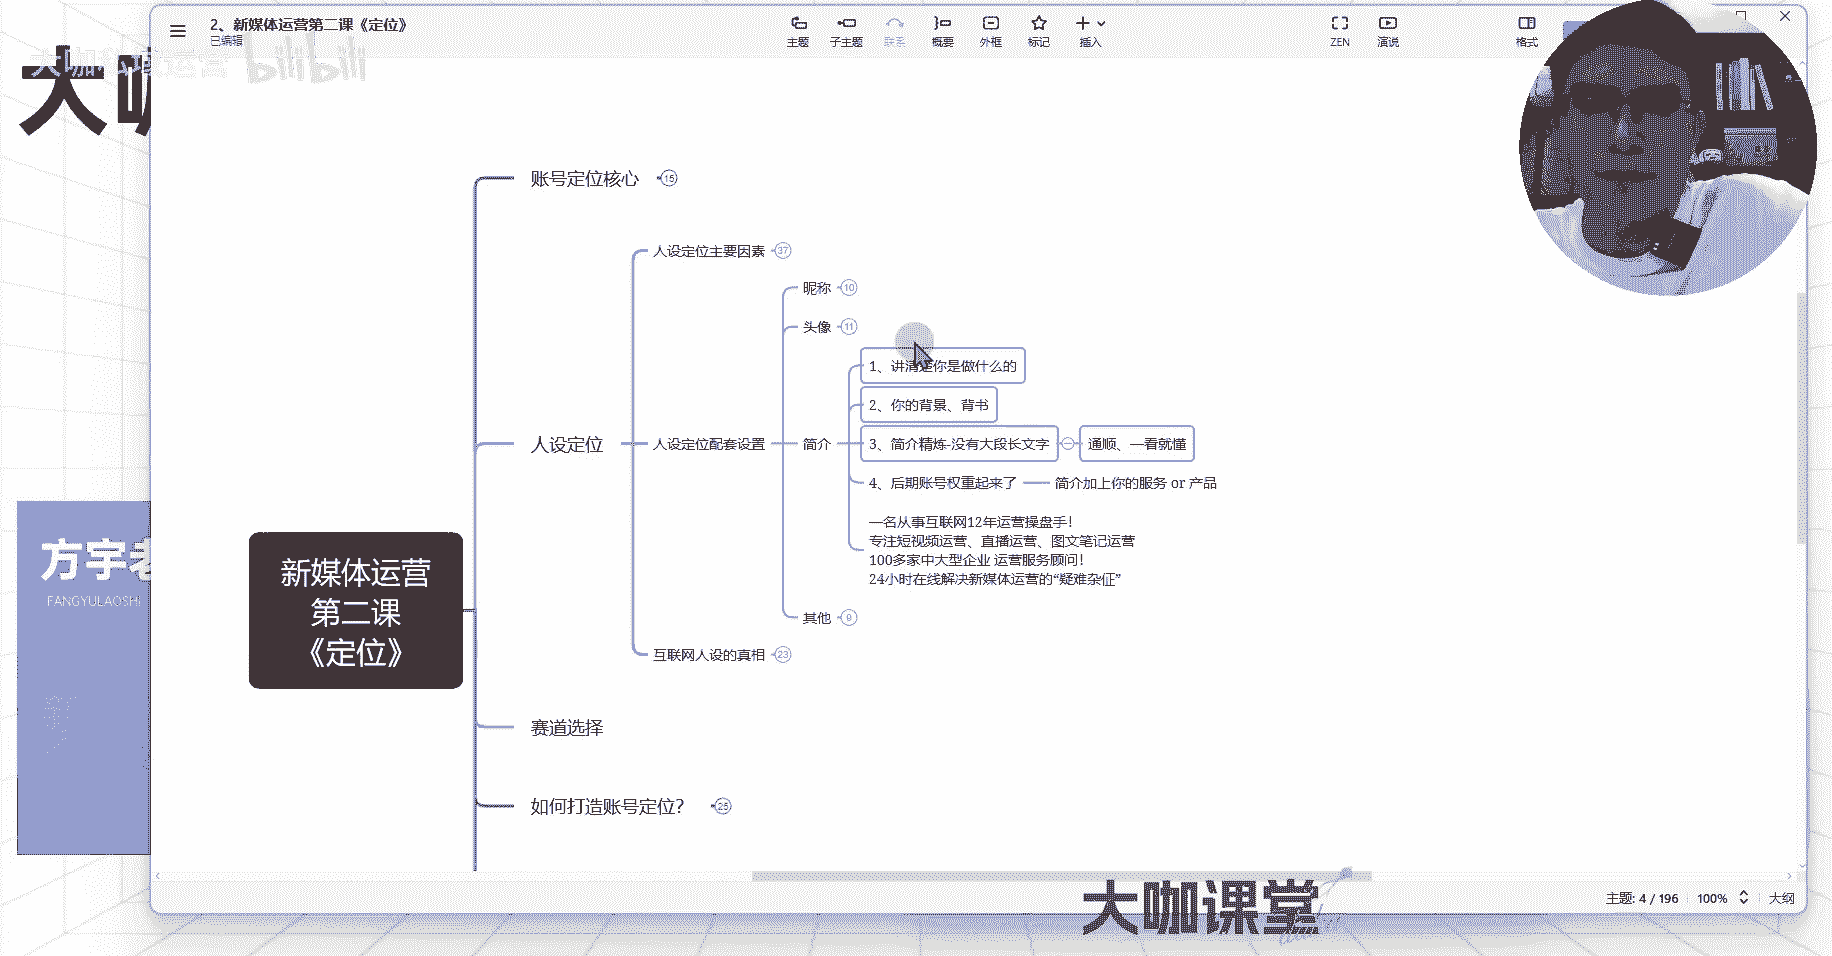 2、新媒体运营第二课《定位》
已编辑
主题
子主题
联系
概要
外框
标记
插入
ZEN
演说
格式
大咖私域运营
bilibili
大咖
账号定位核心 15
人设定位主要因素 37
昵称 10
头像 11
1、讲清楚你是做什么的
2、你的背景、背书
人设定位
人设定位配套设置
简介
3、简介精炼-没有大段长文字
通顺、一看就懂
4、后期账号权重起来了
简介加上你的服务 or 产品
一名从事互联网12年运营操盘手!
专注短视频运营、直播运营、图文笔记运营
100多家中大型企业 运营服务顾问!
24小时在线解决新媒体运营的“疑难杂症”
其他 9
互联网人设的真相 23
新媒体运营
第二课
《定位》
方宇老
FANGYULAOSHI
赛道选择
如何打造账号定位? 25
大咖课堂
主题: 4 / 196
100%
大纲